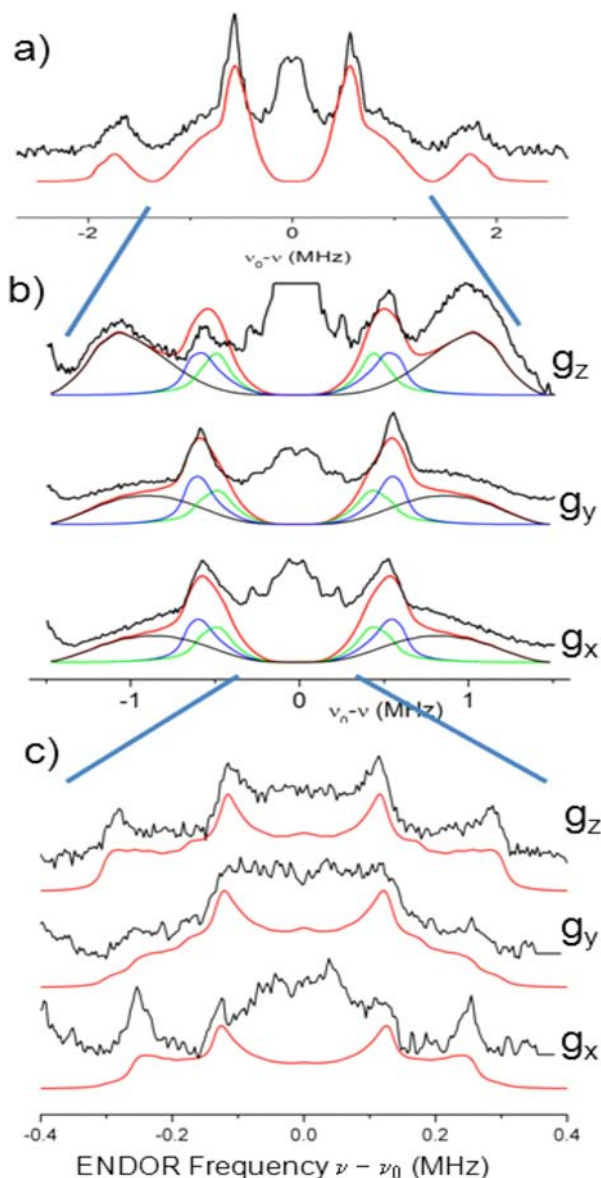 a)
-2 0 2
ν₀-ν (MHz)
b)
gz
gy
gx
-1 0 1
ν₀-ν (MHz)
c)
gz
gy
gx
-0.4 -0.2 0.0 0.2 0.4
ENDOR Frequency ν − ν₀ (MHz)